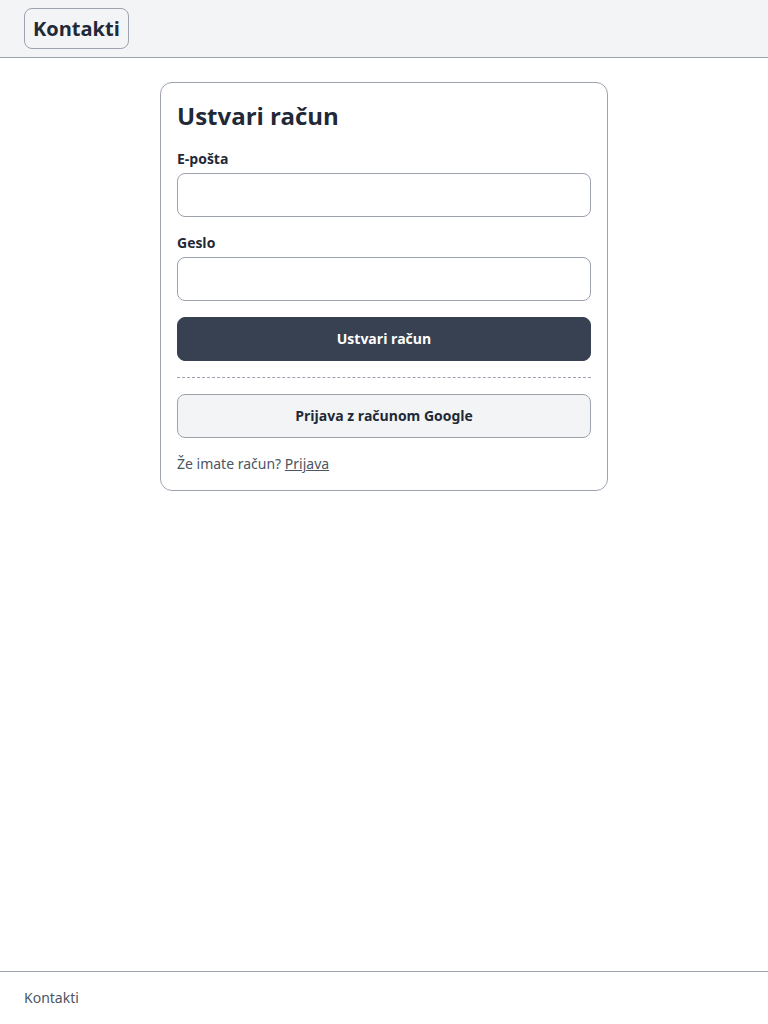 Kontakti
Ustvari račun
E-pošta
Geslo
Ustvari račun
Prijava z računom Google
Že imate račun? Prijava
Kontakti